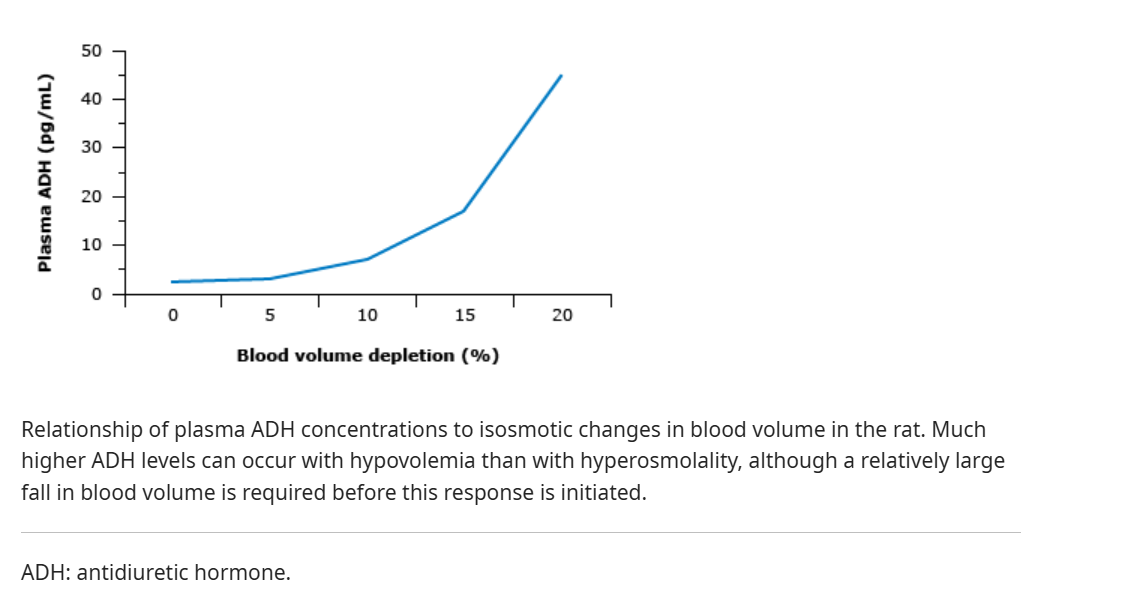 50
40
30
20
10
0
Plasma ADH (pg/mL)
0 5 10 15 20
Blood volume depletion (%)
Relationship of plasma ADH concentrations to isosmotic changes in blood volume in the rat. Much
higher ADH levels can occur with hypovolemia than with hyperosmolality, although a relatively large
fall in blood volume is required before this response is initiated.
ADH: antidiuretic hormone.